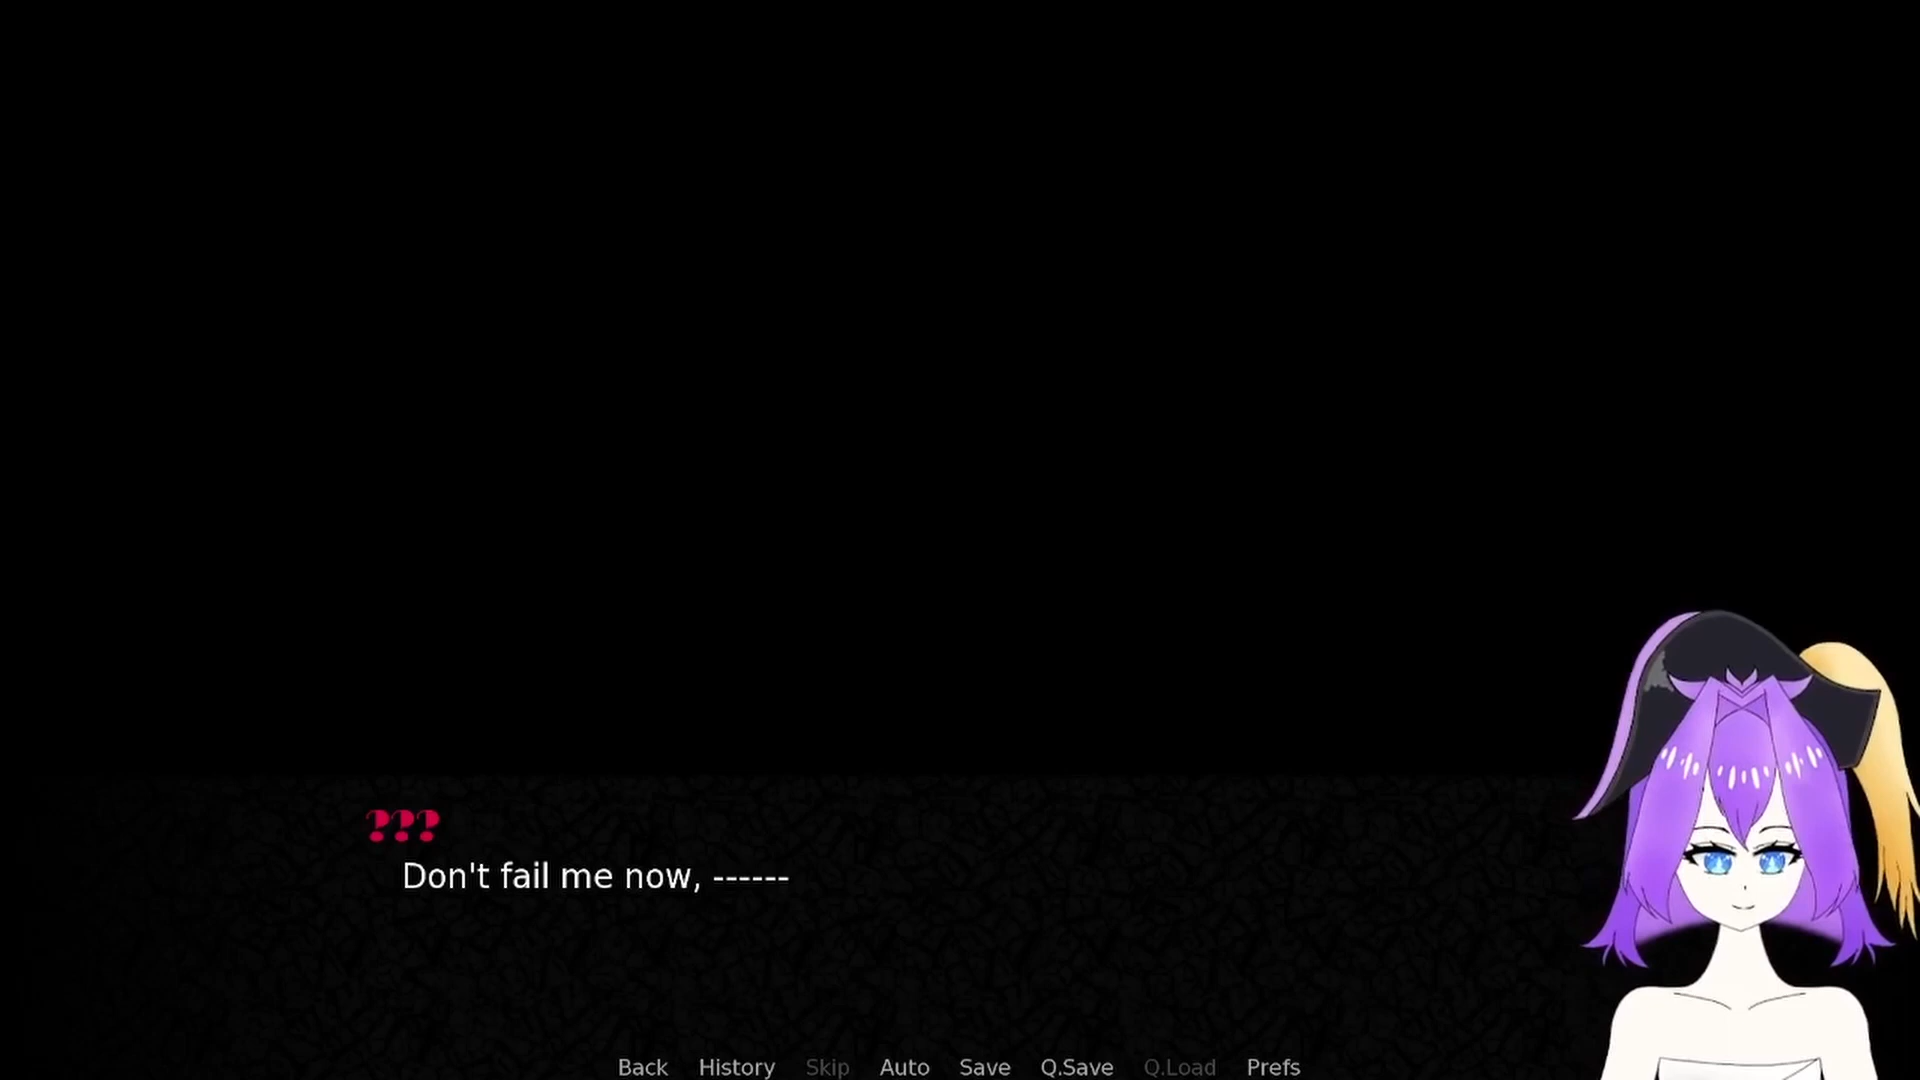 ???
Don't fail me now, ------
Back History Skip Auto Save Q.Save Q.Load Prefs